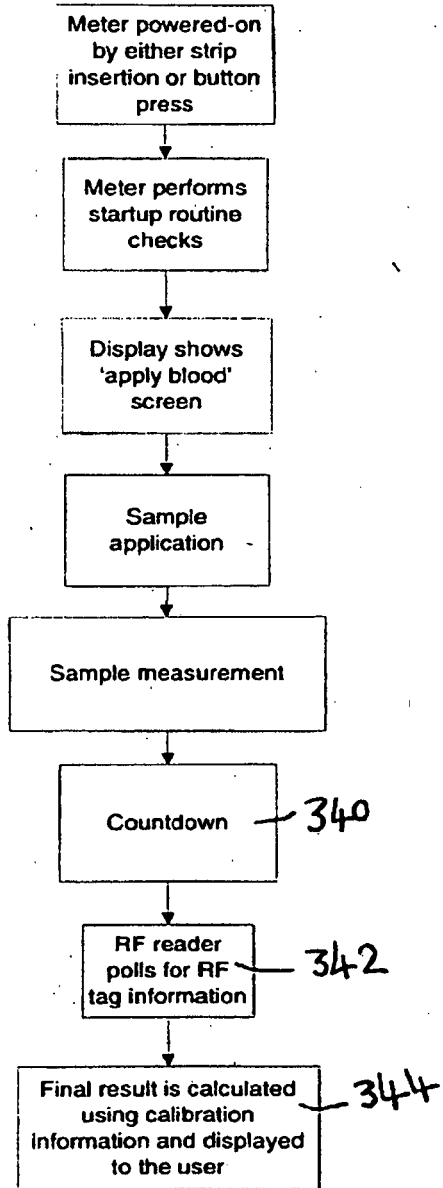 Meter powered-on
by either strip
insertion or button
press
Meter performs
startup routine
checks
Display shows
'apply blood'
screen
Sample
application
Sample measurement
Countdown 340
RF reader
polls for RF 342
tag information
Final result is calculated
using calibration 344
information and displayed
to the user